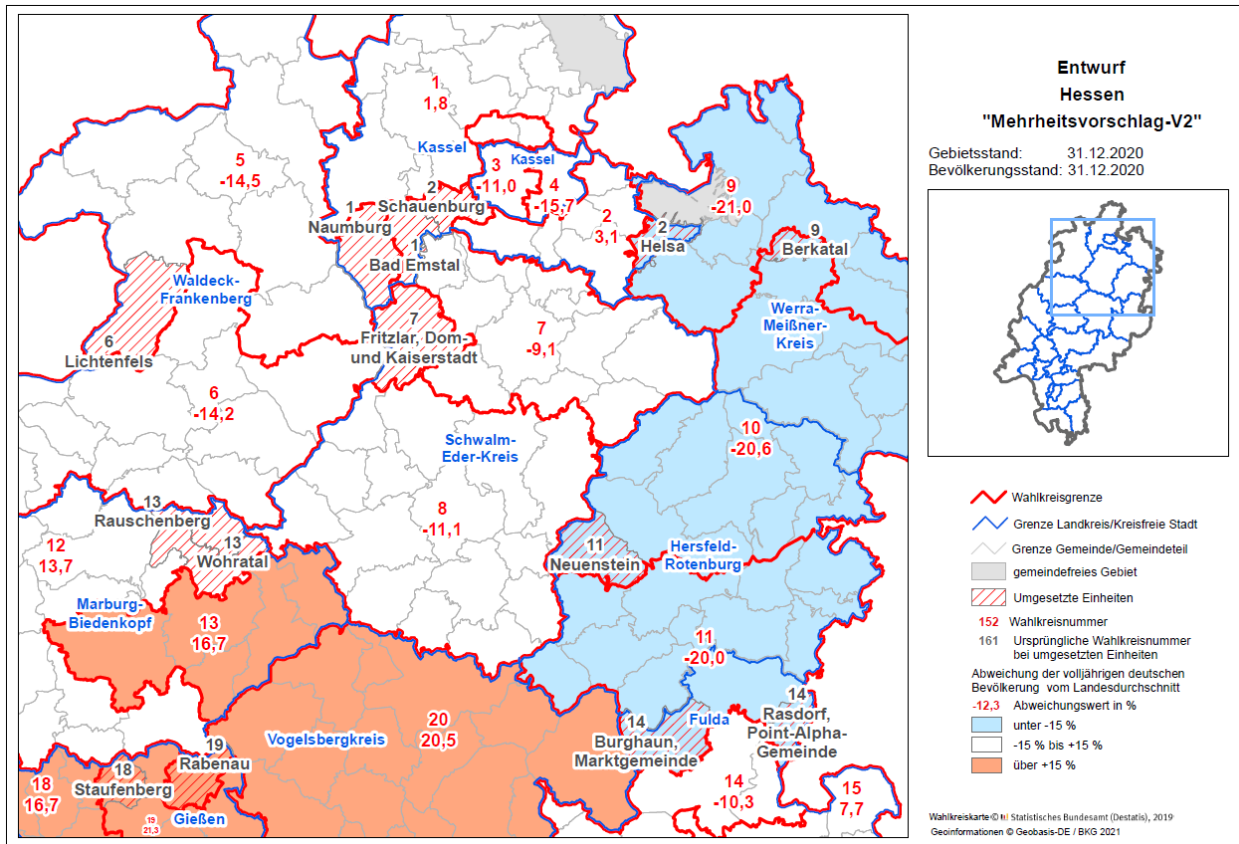 1
1,8
Kassel
5
-14,5
3
-11,0
Kassel
4
-15,7
2
Schauenburg
2
3,1
9
-21,0
1
Naumburg
1
Bad Emstal
2
Helsa
9
Berkatal
Waldeck-
Frankenberg
6
Lichtenfels
7
Fritzlar, Dom-
und Kaiserstadt
7
-9,1
Werra-
Meißner-
Kreis
6
-14,2
Schwalm-
Eder-Kreis
10
-20,6
8
-11,1
13
Rauschenberg
13
Wohratal
12
13,7
11
Neuenstein
Hersfeld-
Rotenburg
Marburg-
Biedenkopf
13
16,7
11
-20,0
14
Burghaun,
Marktgemeinde
Fulda
14
Rasdorf,
Point-Alpha-
Gemeinde
Vogelsbergkreis
20
20,5
19
Rabenau
18
Staufenberg
18
16,7
Gießen
19
21,3
14
-10,3
15
7,7
Entwurf
Hessen
"Mehrheitsvorschlag-V2"
Gebietsstand: 31.12.2020
Bevölkerungsstand: 31.12.2020
Wahlkreisgrenze
Grenze Landkreis/Kreisfreie Stadt
Grenze Gemeinde/Gemeindeteil
gemeindefreies Gebiet
Umgesetzte Einheiten
152 Wahlkreisnummer
161 Ursprüngliche Wahlkreisnummer
bei umgesetzten Einheiten
Abweichung der volljährigen deutschen
Bevölkerung vom Landesdurchschnitt
-12,3 Abweichungswert in %
unter -15 %
-15 % bis +15 %
über +15 %
Wahlkreiskarte © Statistisches Bundesamt (Destatis), 2019
Geoinformationen © Geobasis-DE / BKG 2021